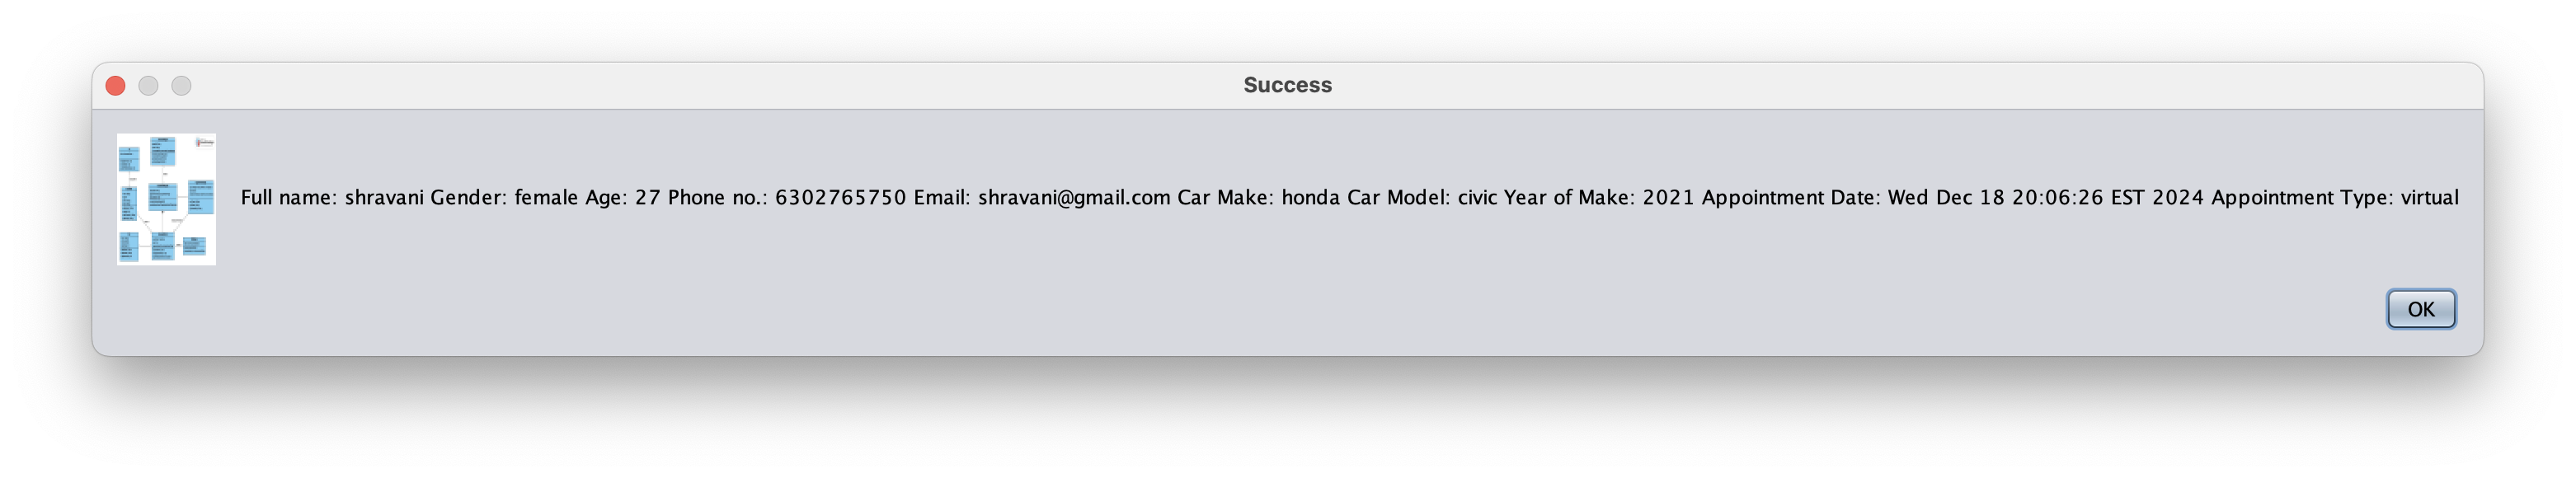 Success
Full name: shravani Gender: female Age: 27 Phone no.: 6302765750 Email: shravani@gmail.com Car Make: honda Car Model: civic Year of Make: 2021 Appointment Date: Wed Dec 18 20:06:26 EST 2024 Appointment Type: virtual
OK